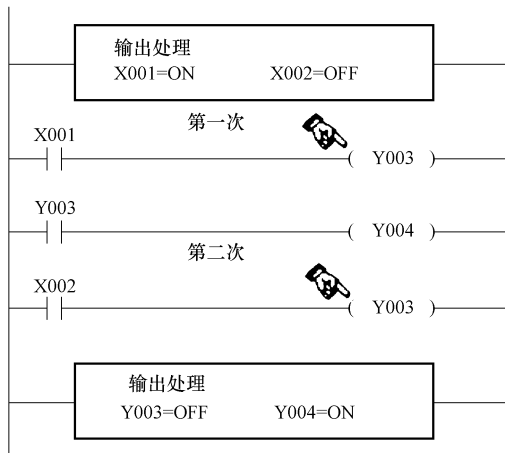 输出处理
X001=ON X002=OFF
第一次
X001
Y003
Y003
Y004
第二次
X002
Y003
输出处理
Y003=OFF Y004=ON